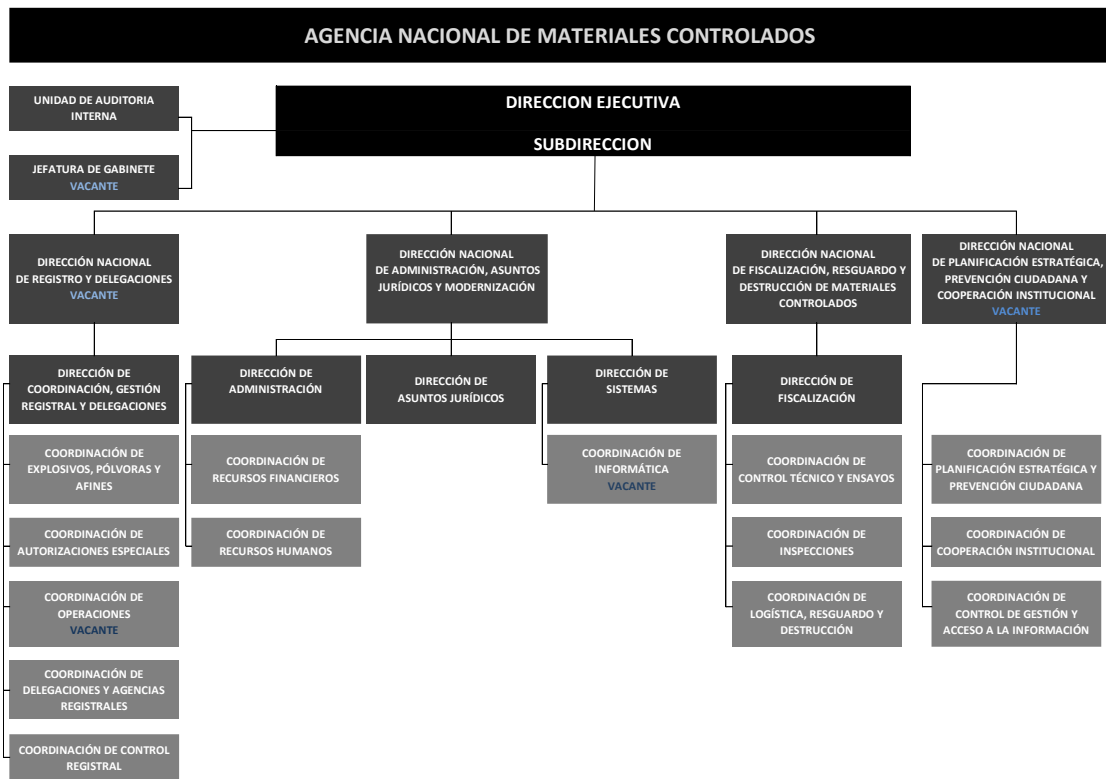 AGENCIA NACIONAL DE MATERIALES CONTROLADOS
UNIDAD DE AUDITORIA
INTERNA
DIRECCION EJECUTIVA
SUBDIRECCION
JEFATURA DE GABINETE
VACANTE
DIRECCIÓN NACIONAL
DE REGISTRO Y DELEGACIONES
VACANTE
DIRECCIÓN NACIONAL
DE ADMINISTRACIÓN, ASUNTOS
JURÍDICOS Y MODERNIZACIÓN
DIRECCIÓN NACIONAL
DE FISCALIZACIÓN, RESGUARDO Y
DESTRUCCIÓN DE MATERIALES
CONTROLADOS
DIRECCIÓN NACIONAL
DE PLANIFICACIÓN ESTRATÉGICA,
PREVENCIÓN CIUDADANA Y
COOPERACIÓN INSTITUCIONAL
VACANTE
DIRECCIÓN DE
COORDINACIÓN, GESTIÓN
REGISTRAL Y DELEGACIONES
DIRECCIÓN DE
ADMINISTRACIÓN
DIRECCIÓN DE
ASUNTOS JURÍDICOS
DIRECCIÓN DE
SISTEMAS
DIRECCIÓN DE
FISCALIZACIÓN
COORDINACIÓN DE
EXPLOSIVOS, PÓLVORAS Y
AFINES
COORDINACIÓN DE
RECURSOS FINANCIEROS
COORDINACIÓN DE
INFORMÁTICA
VACANTE
COORDINACIÓN DE
CONTROL TÉCNICO Y ENSAYOS
COORDINACIÓN DE
PLANIFICACIÓN ESTRATÉGICA Y
PREVENCIÓN CIUDADANA
COORDINACIÓN DE
AUTORIZACIONES ESPECIALES
COORDINACIÓN DE
RECURSOS HUMANOS
COORDINACIÓN DE
INSPECCIONES
COORDINACIÓN DE
COOPERACIÓN INSTITUCIONAL
COORDINACIÓN DE
OPERACIONES
VACANTE
COORDINACIÓN DE
LOGÍSTICA, RESGUARDO Y
DESTRUCCIÓN
COORDINACIÓN DE
CONTROL DE GESTIÓN Y
ACCESO A LA INFORMACIÓN
COORDINACIÓN DE
DELEGACIONES Y AGENCIAS
REGISTRALES
COORDINACIÓN DE CONTROL
REGISTRAL